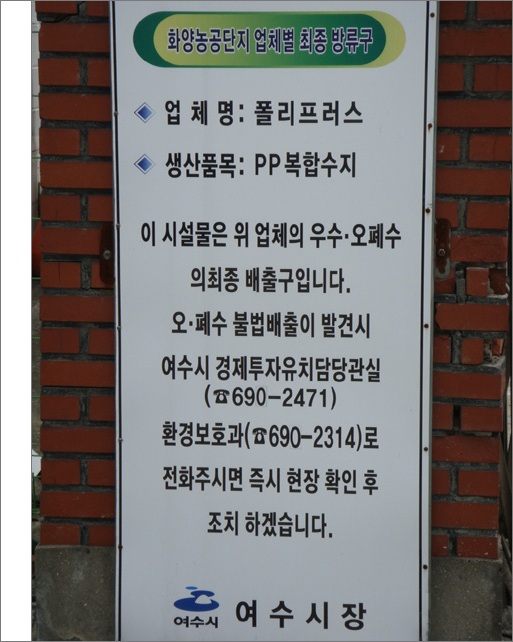 화양농공단지 업체별 최종 방류구
업 체 명: 폴리프러스
생산품목: PP복합수지
이 시설물은 위 업체의 우수·오폐수
의최종 배출구입니다.
오·폐수 불법배출이 발견시
여수시 경제투자유치담당관실
(☎690-2471)
환경보호과(☎690-2314)로
전화주시면 즉시 현장 확인 후
조치 하겠습니다.
여수시 여 수 시 장